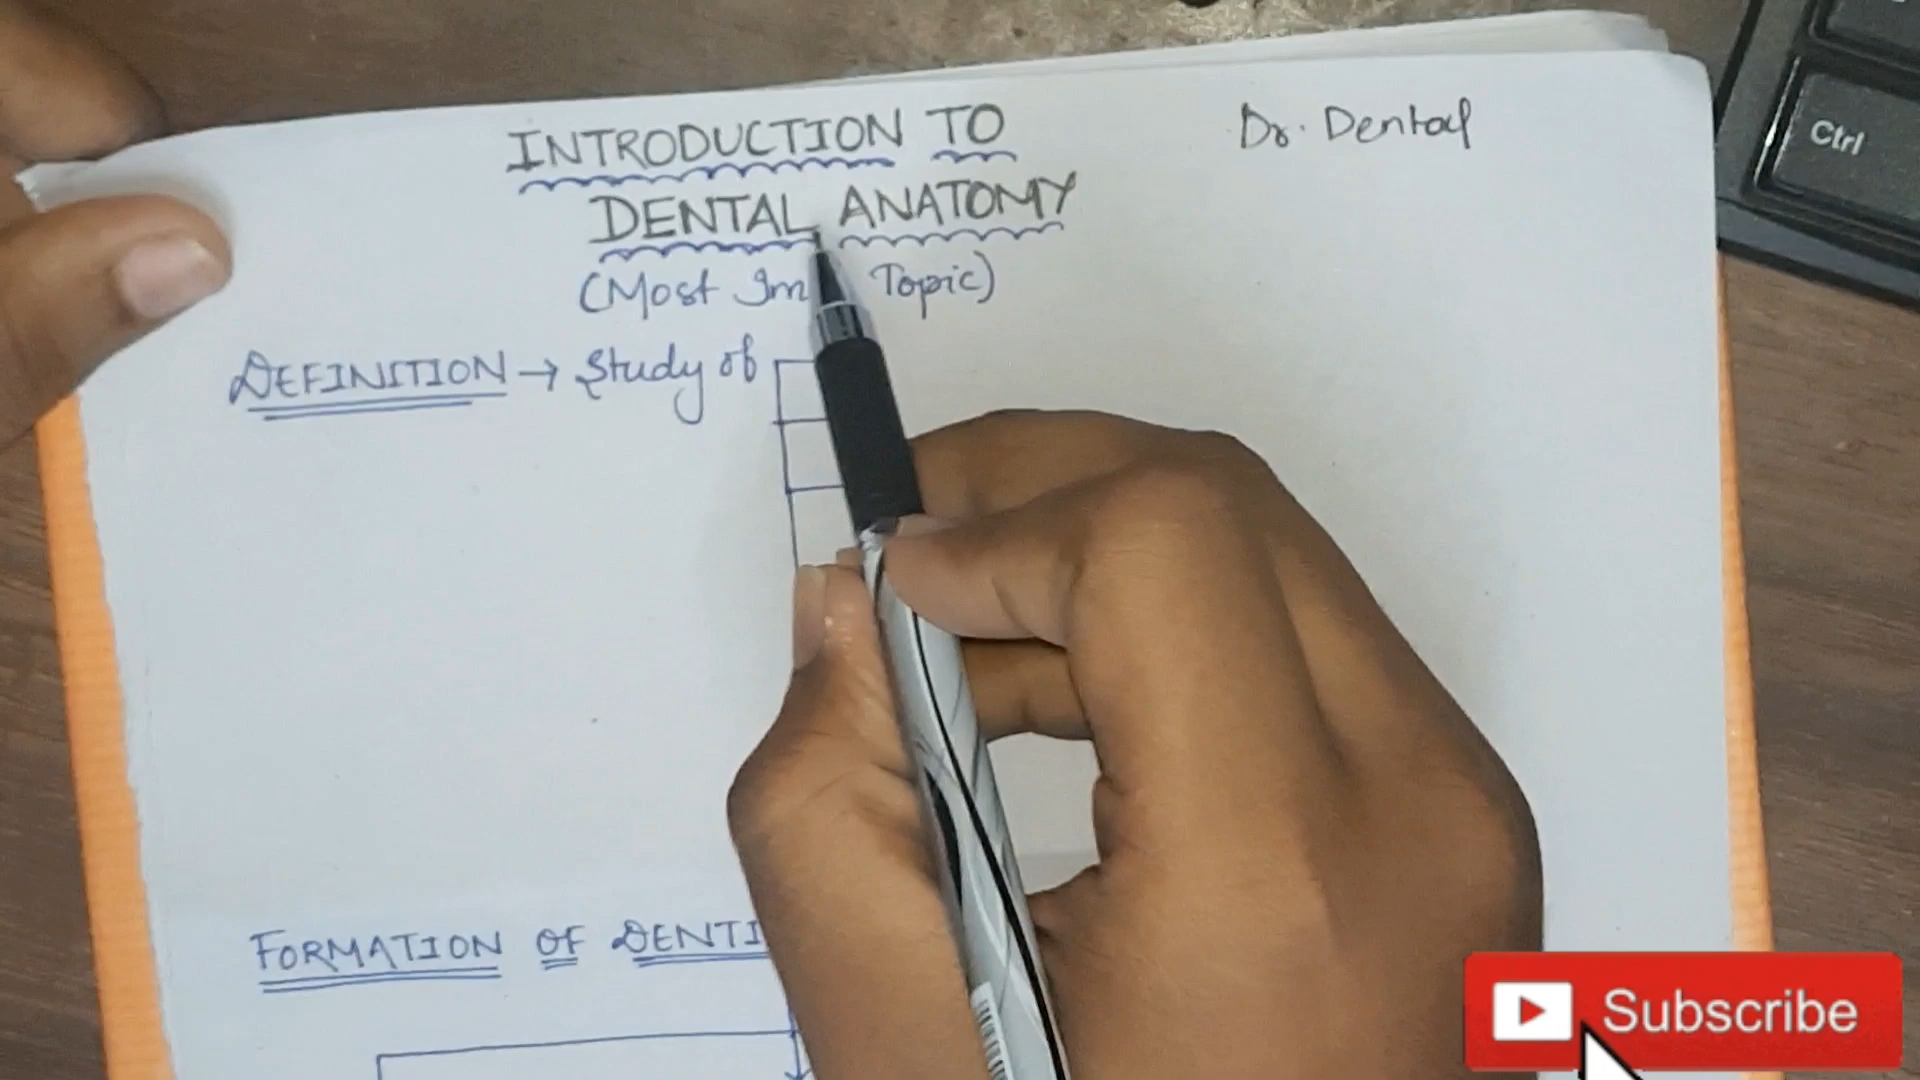 INTRODUCTION TO
Dr. Dental
DENTAL ANATOMY
(Most Topic)
DEFINITION → Study of
FORMATION OF
Ctrl
Subscribe